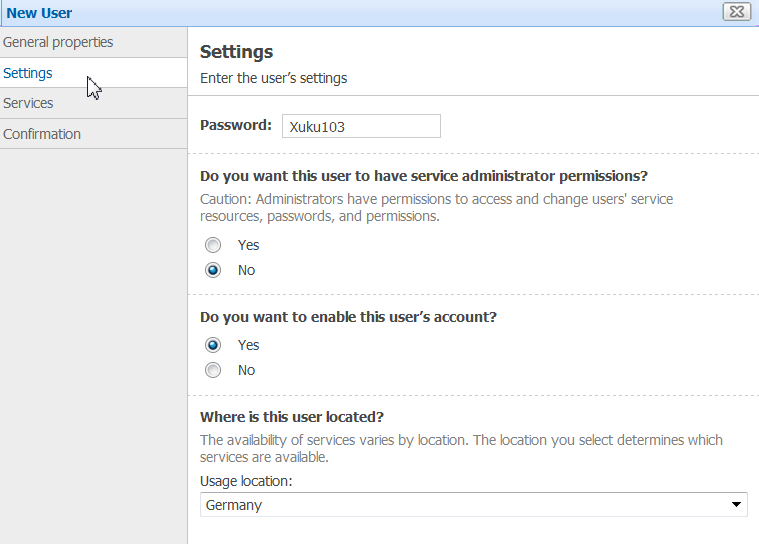 New User
General properties
Settings
Services
Confirmation
Settings
Enter the user's settings
Password: Xuku103
Do you want this user to have service administrator permissions?
Caution: Administrators have permissions to access and change users' service
resources, passwords, and permissions.
Yes
No
Do you want to enable this user's account?
Yes
No
Where is this user located?
The availability of services varies by location. The location you select determines which
services are available.
Usage location:
Germany